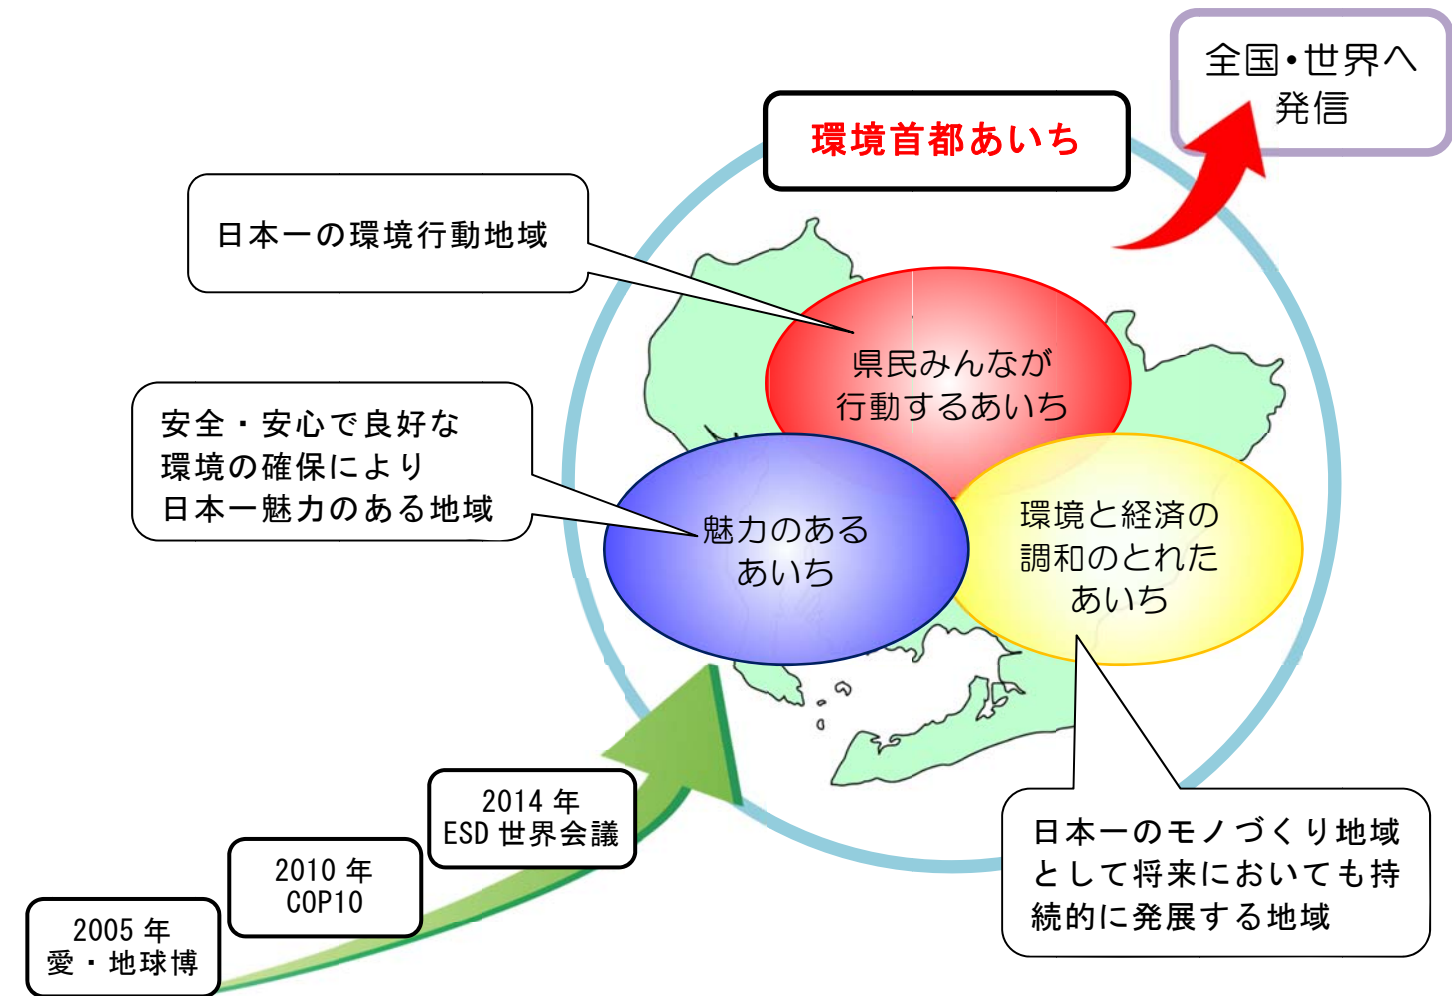 全国・世界へ
発信
環境首都あいち
日本一の環境行動地域
県民みんなが
行動するあいち
安全・安心で良好な
環境の確保により
日本一魅力のある地域
魅力のある
あいち
環境と経済の
調和のとれた
あいち
2014 年
ESD 世界会議
日本一のモノづくり地域
として将来においても持
続的に発展する地域
2010 年
COP10
2005 年
愛・地球博